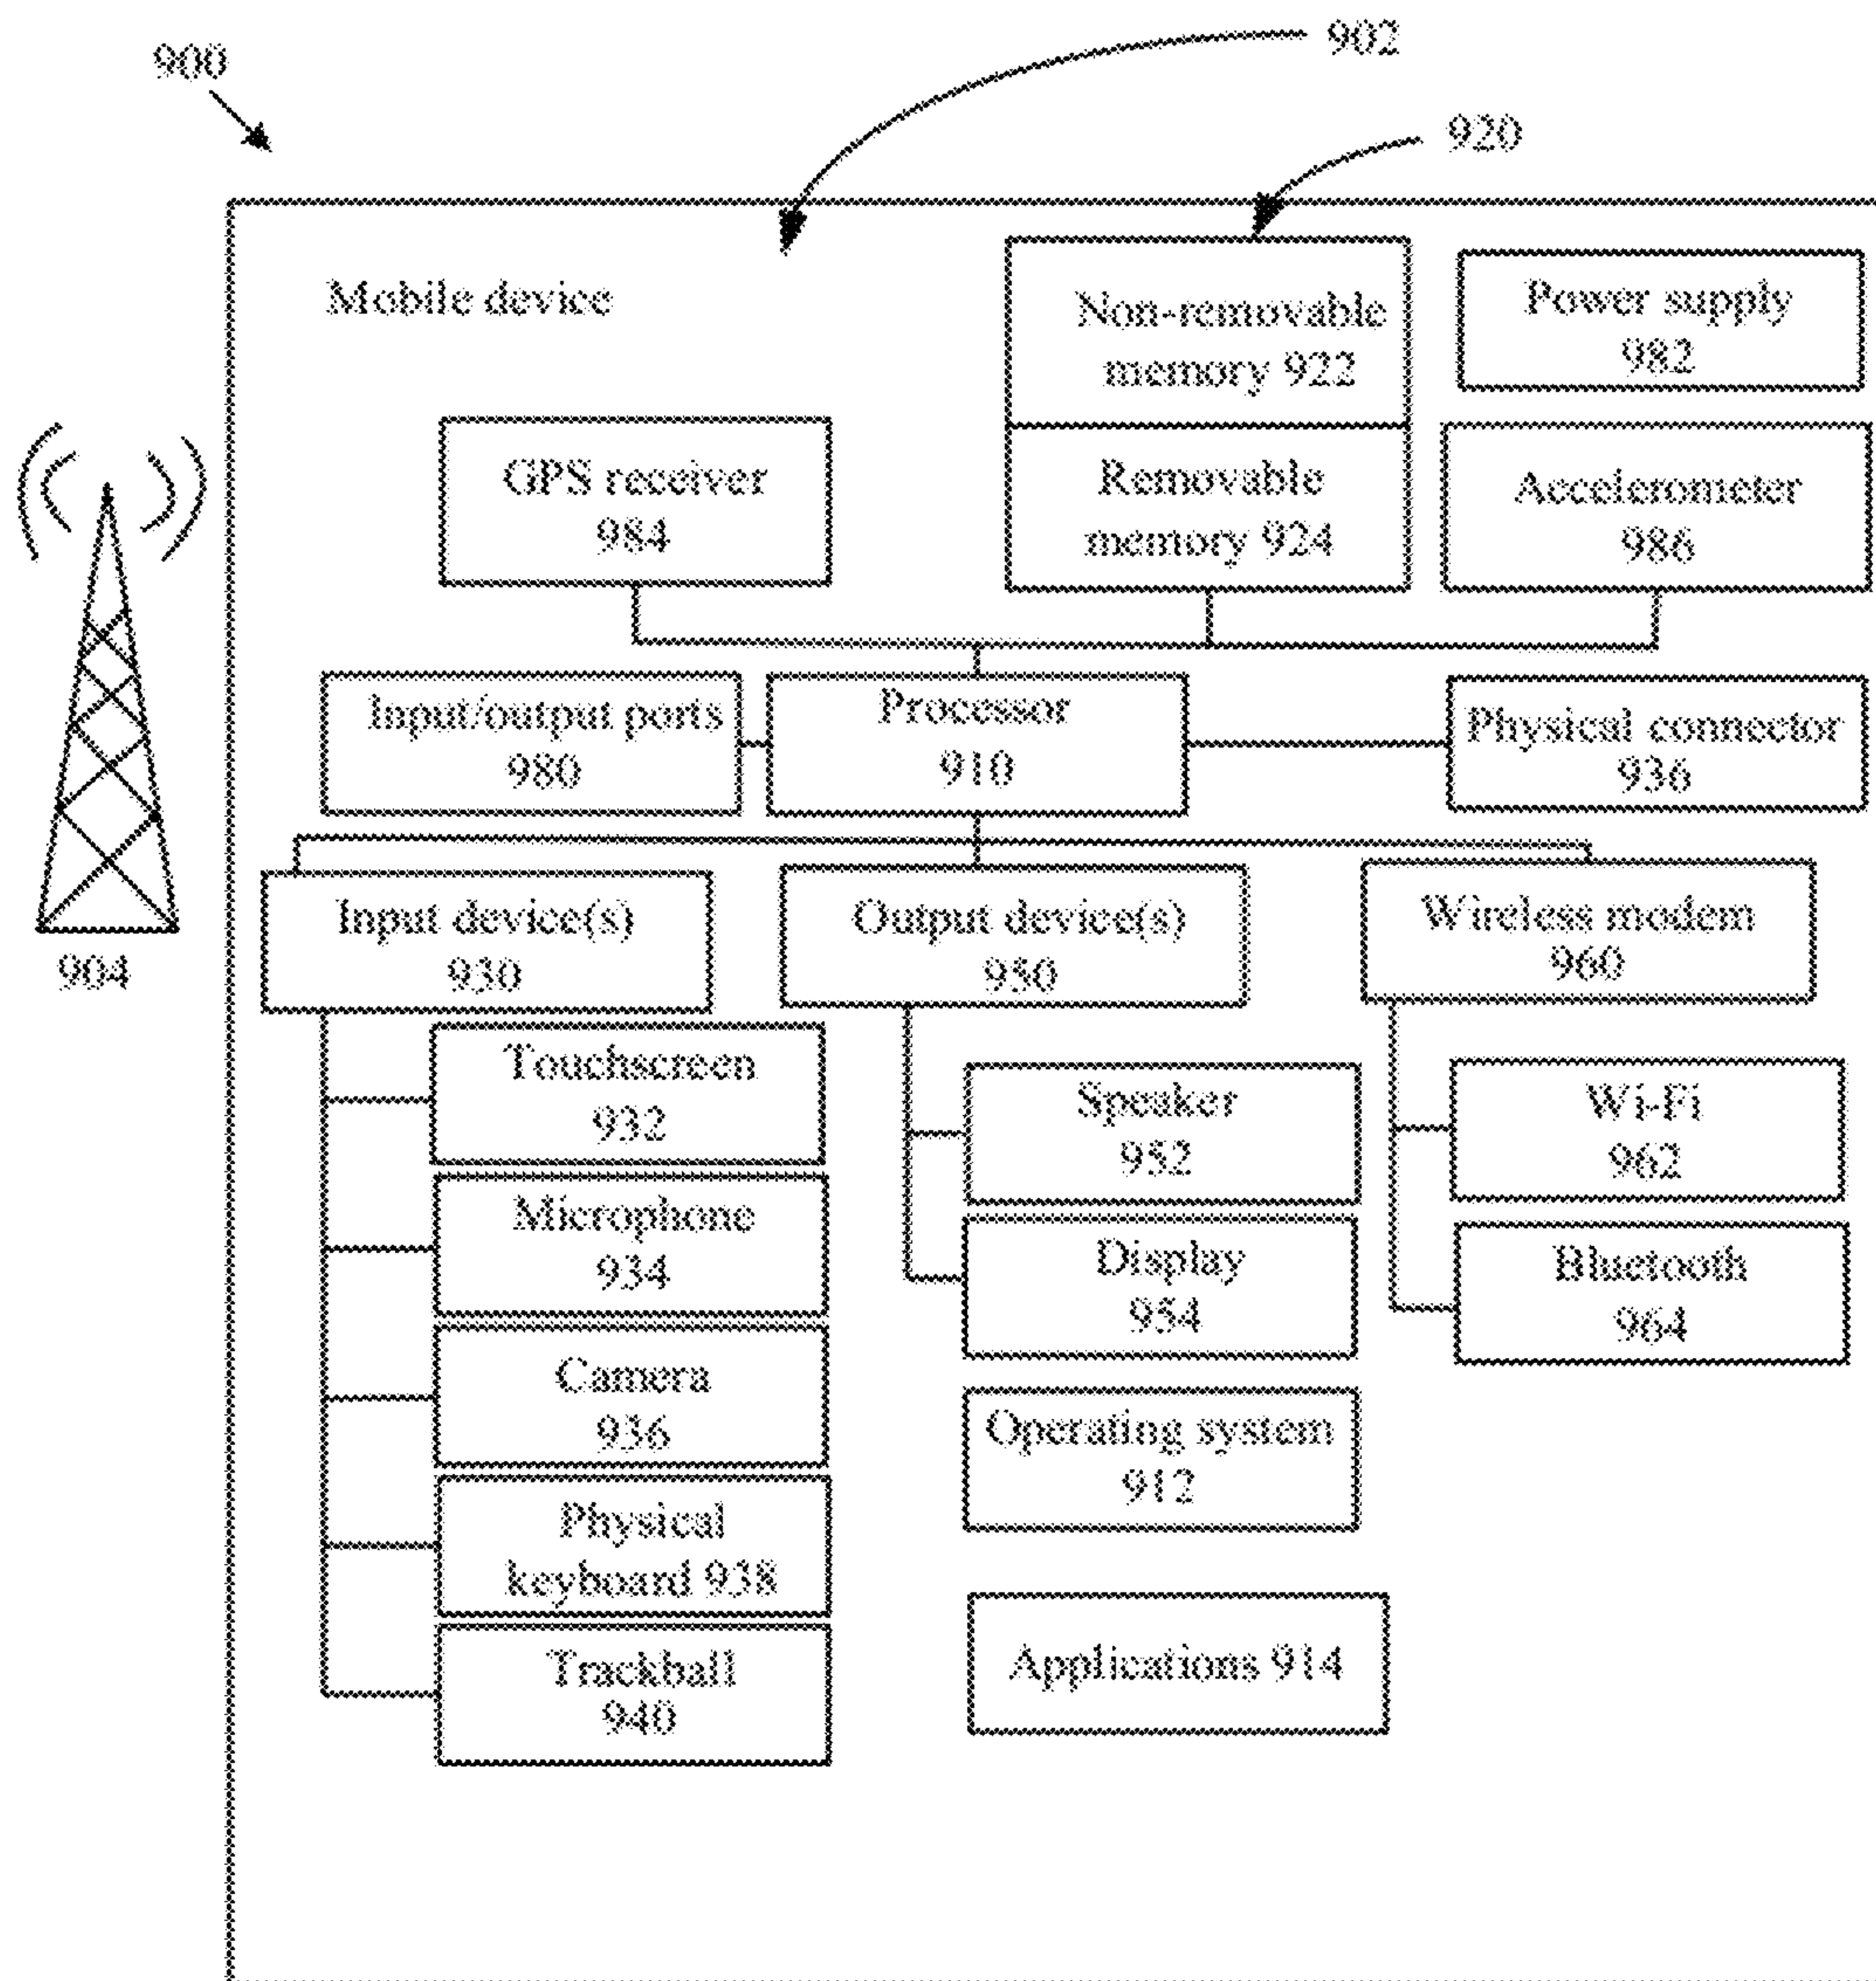 900
902
920
Mobile device
Non-removable
memory 922
Power supply
982
GPS receiver
984
Removable
memory 924
Accelerometer
986
Input/output ports
980
Processor
910
Physical connector
936
904
Input device(s)
930
Output device(s)
950
Wireless modem
960
Touchscreen
932
Microphone
934
Camera
936
Physical
keyboard 938
Trackball
940
Speaker
952
Display
954
Operating system
912
Applications 914
Wi-Fi
962
Bluetooth
964